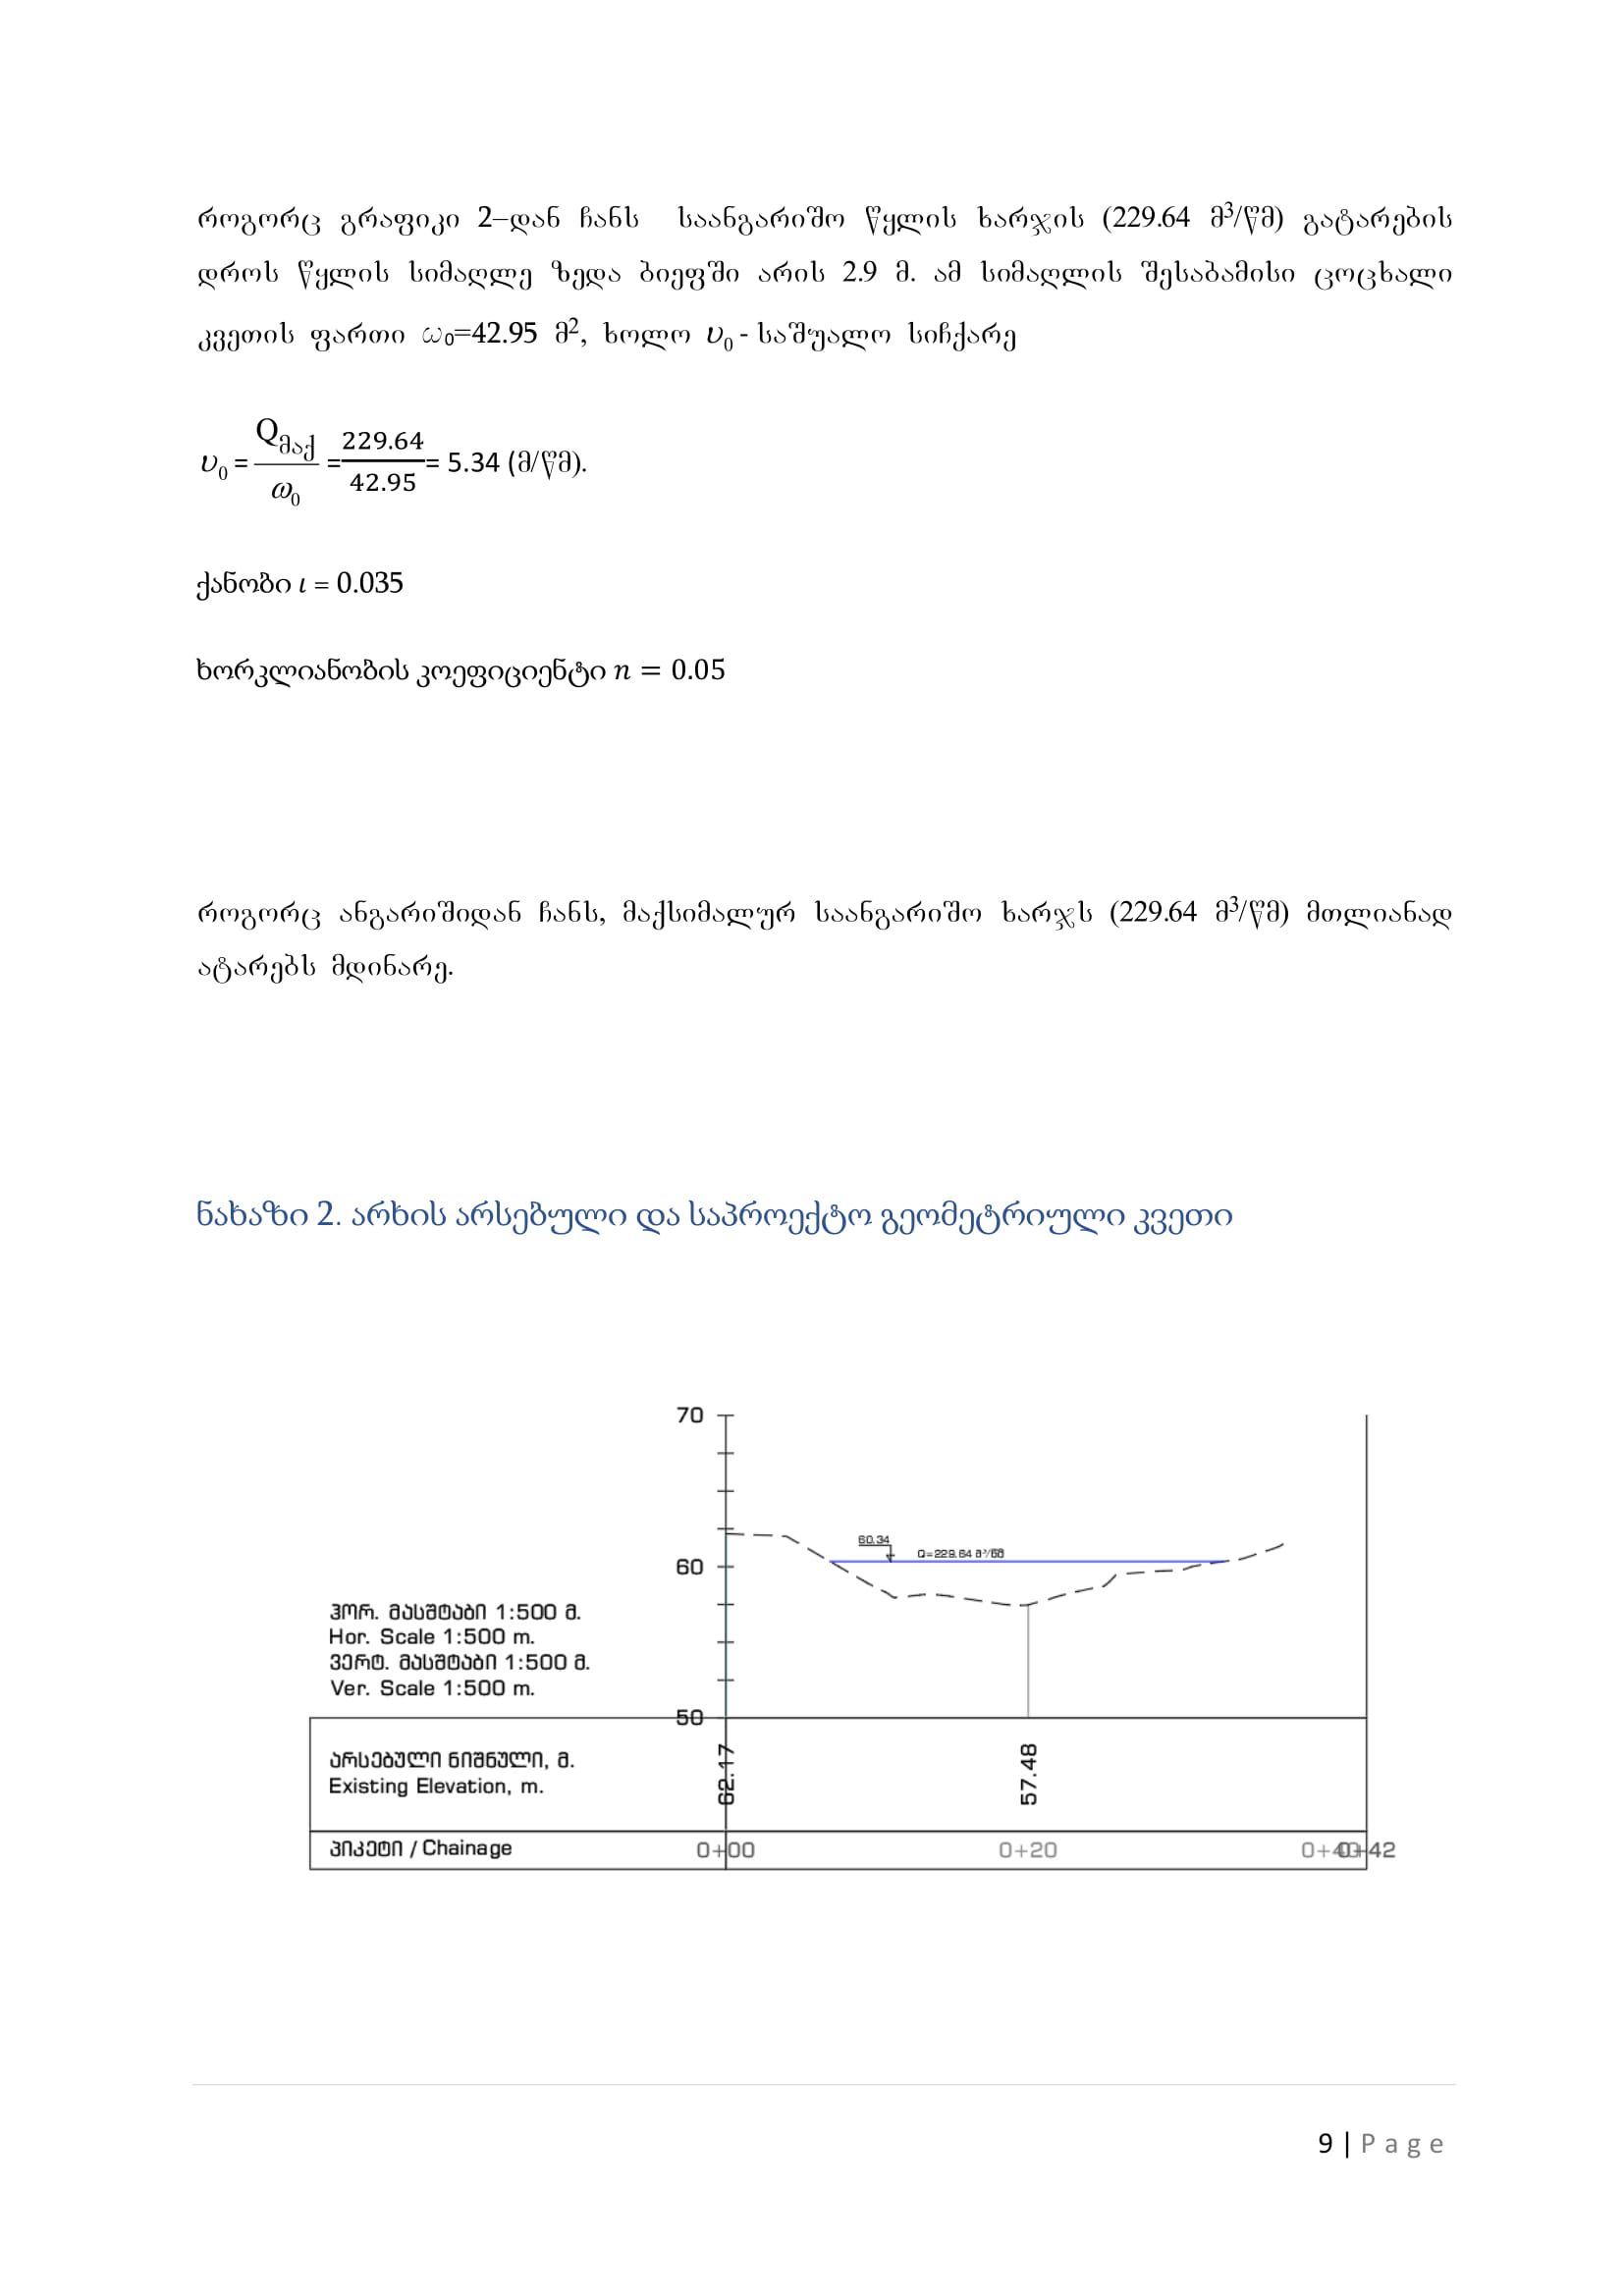 როგორც გრაფიკი 2–დან ჩანს საანგარიშო წყლის ხარჯის (229.64 მ³/წმ) გატარების
დროს წყლის სიმაღლე ზედა ბიეფში არის 2.9 მ. ამ სიმაღლის შესაბამისი ცოცხალი
კვეთის ფართი ω₀=42.95 მ², ხოლო υ₀ - საშუალო სიჩქარე
υ₀ = Qმაქ / ω₀ = 229.64 / 42.95 = 5.34 (მ/წმ).
ქანობი ι = 0.035
ხორკლიანობის კოეფიციენტი n = 0.05
როგორც ანგარიშიდან ჩანს, მაქსიმალურ საანგარიშო ხარჯს (229.64 მ³/წმ) მთლიანად
ატარებს მდინარე.
ნახაზი 2. არხის არსებული და საპროექტო გეომეტრიული კვეთი
70
60.34
Q=229.64 მ³/წმ
60
ჰორ. მასშტაბი 1:500 მ.
Hor. Scale 1:500 m.
ვერტ. მასშტაბი 1:500 მ.
Ver. Scale 1:500 m.
50
არსებული ნიშნული, მ.
Existing Elevation, m.
62.17
57.48
პიკეტი / Chainage
0+00
0+20
0+40
0+42
9 | Page